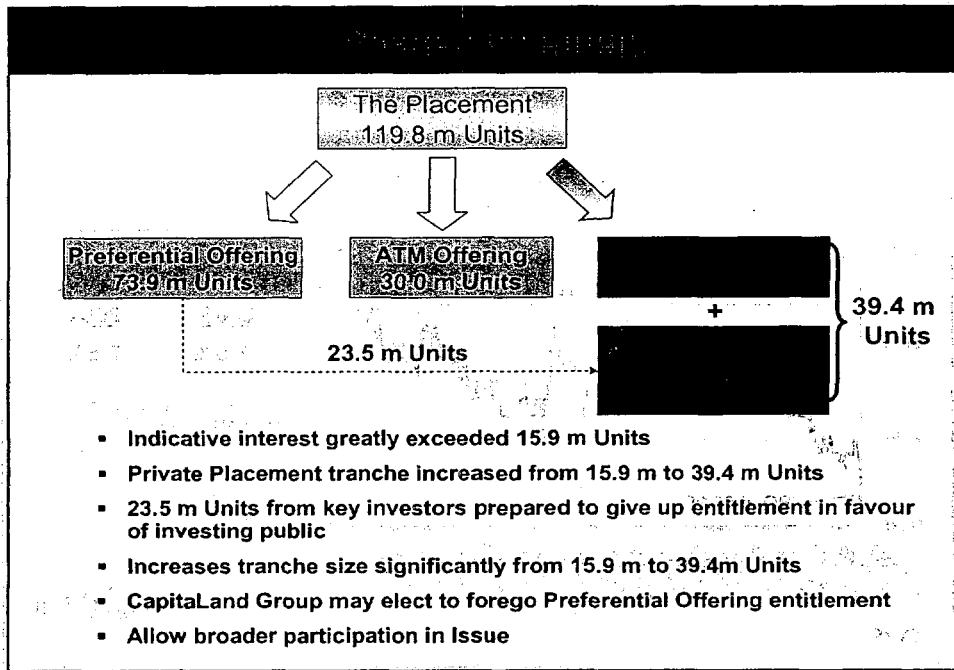 The Placement
119.8 m Units
Preferential Offering
73.9 m Units
ATM Offering
30.0 m Units
+
39.4 m
Units
23.5 m Units
▪ Indicative interest greatly exceeded 15.9 m Units
▪ Private Placement tranche increased from 15.9 m to 39.4 m Units
▪ 23.5 m Units from key investors prepared to give up entitlement in favour
of investing public
▪ Increases tranche size significantly from 15.9 m to 39.4m Units
▪ CapitaLand Group may elect to forego Preferential Offering entitlement
▪ Allow broader participation in Issue